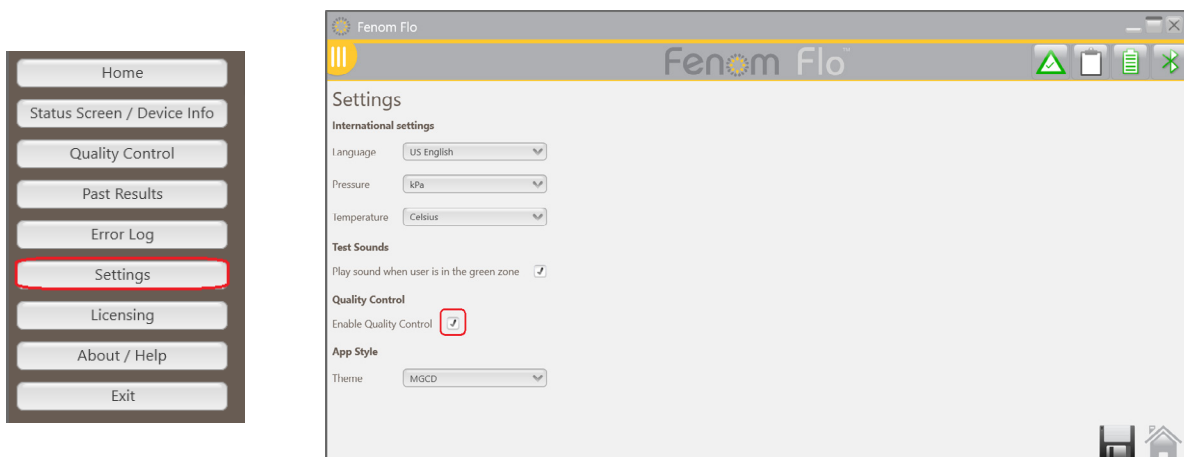 Home
Status Screen / Device Info
Quality Control
Past Results
Error Log
Settings
Licensing
About / Help
Exit
Fenom Flo
Fenom Flo™
Settings
International settings
Language US English
Pressure kPa
Temperature Celsius
Test Sounds
Play sound when user is in the green zone
Quality Control
Enable Quality Control
App Style
Theme MGCD